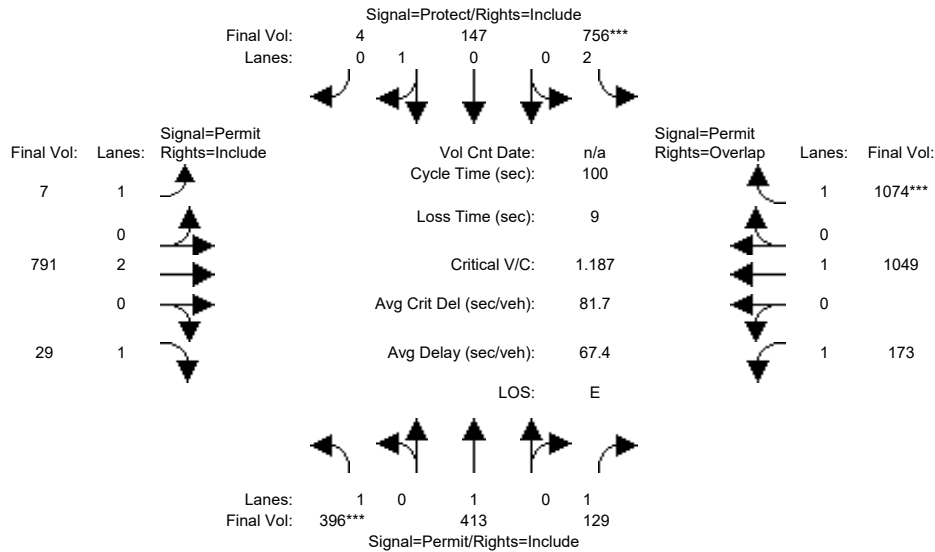 Signal=Protect/Rights=Include
Final Vol: 4 147 756***
Lanes: 0 1 0 0 2
Signal=Permit Signal=Permit
Final Vol: Lanes: Rights=Include Vol Cnt Date: n/a Rights=Overlap Lanes: Final Vol:
Cycle Time (sec): 100
7 1 1 1074***
Loss Time (sec): 9
0 0
791 2 Critical V/C: 1.187 1 1049
0 Avg Crit Del (sec/veh): 81.7 0
29 1 Avg Delay (sec/veh): 67.4 1 173
LOS: E
Lanes: 1 0 1 0 1
Final Vol: 396*** 413 129
Signal=Permit/Rights=Include